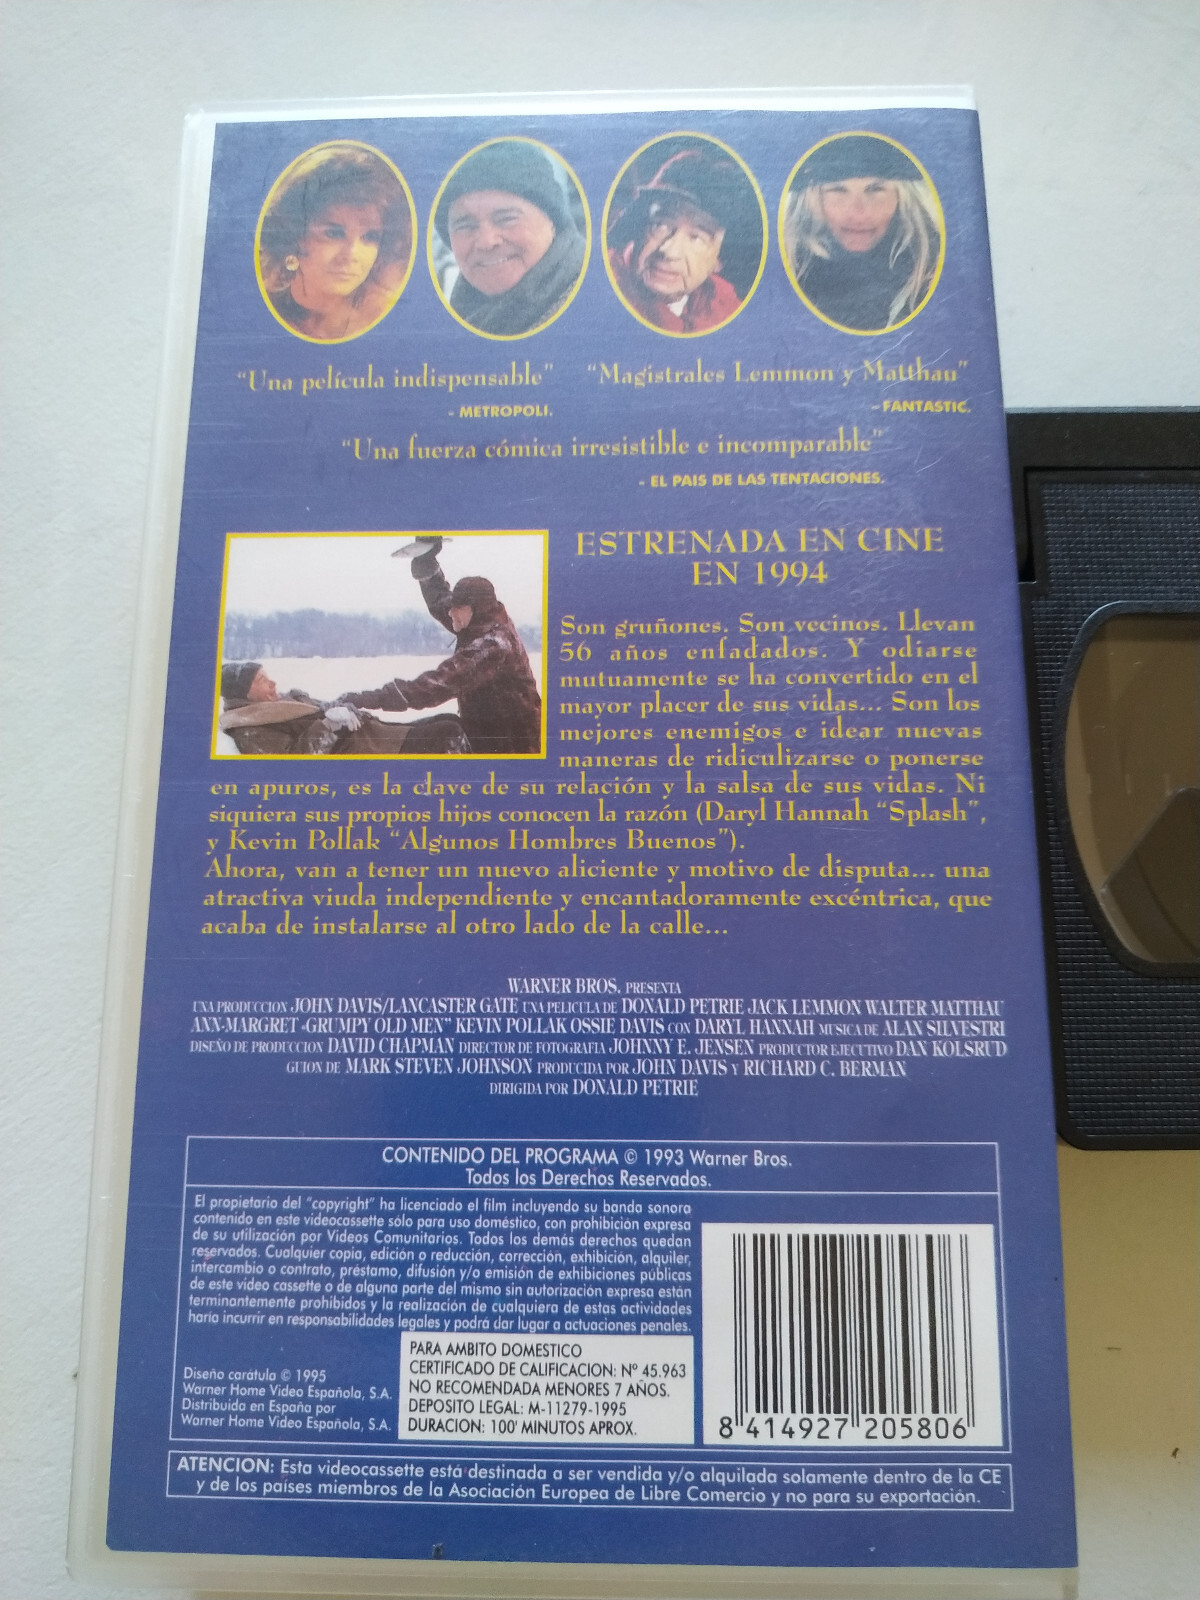 "Una película indispensable"
- METROPOLI.
"Magistrales Lemmon y Matthau"
- FANTASTIC.
"Una fuerza cómica irresistible e incomparable"
- EL PAIS DE LAS TENTACIONES.
ESTRENADA EN CINE
EN 1994
Son gruñones. Son vecinos. Llevan
56 años enfadados. Y odiarse
mutuamente se ha convertido en el
mayor placer de sus vidas... Son los
mejores enemigos e idear nuevas
maneras de ridiculizarse o ponerse
en apuros, es la clave de su relación y la salsa de sus vidas. Ni
siquiera sus propios hijos conocen la razón (Daryl Hannah "Splash",
y Kevin Pollak "Algunos Hombres Buenos").
Ahora, van a tener un nuevo aliciente y motivo de disputa... una
atractiva viuda independiente y encantadoramente excéntrica, que
acaba de instalarse al otro lado de la calle...
WARNER BROS. PRESENTA
UNA PRODUCCION JOHN DAVIS/LANCASTER GATE UNA PELICULA DE DONALD PETRIE JACK LEMMON WALTER MATTHAU
ANN-MARGRET "GRUMPY OLD MEN" KEVIN POLLAK OSSIE DAVIS CON DARYL HANNAH MUSICA DE ALAN SILVESTRI
DISEÑO DE PRODUCCION DAVID CHAPMAN DIRECTOR DE FOTOGRAFIA JOHNNY E. JENSEN PRODUCTOR EJECUTIVO DAN KOLSRUD
GUION DE MARK STEVEN JOHNSON PRODUCIDA POR JOHN DAVIS Y RICHARD C. BERMAN
DIRIGIDA POR DONALD PETRIE
CONTENIDO DEL PROGRAMA © 1993 Warner Bros.
Todos los Derechos Reservados.
El propietario del "copyright" ha licenciado el film incluyendo su banda sonora
contenido en este videocassette sólo para uso doméstico, con prohibición expresa
de su utilización por Videos Comunitarios. Todos los demás derechos quedan
reservados. Cualquier copia, edición o reducción, corrección, exhibición, alquiler,
intercambio o contrato, préstamo, difusión y/o emisión de exhibiciones públicas
de este video cassette o de alguna parte del mismo sin autorización expresa están
terminantemente prohibidos y la realización de cualquiera de estas actividades
haría incurrir en responsabilidades legales y podrá dar lugar a actuaciones penales.
Diseño carátula © 1995
Warner Home Video Española, S.A.
Distribuida en España por
Warner Home Video Española, S.A.
PARA AMBITO DOMESTICO
CERTIFICADO DE CALIFICACION: Nº 45.963
NO RECOMENDADA MENORES 7 AÑOS.
DEPOSITO LEGAL: M-11279-1995
DURACION: 100' MINUTOS APROX.
8 414927 205806
ATENCION: Esta videocassette está destinada a ser vendida y/o alquilada solamente dentro de la CE
y de los países miembros de la Asociación Europea de Libre Comercio y no para su exportación.